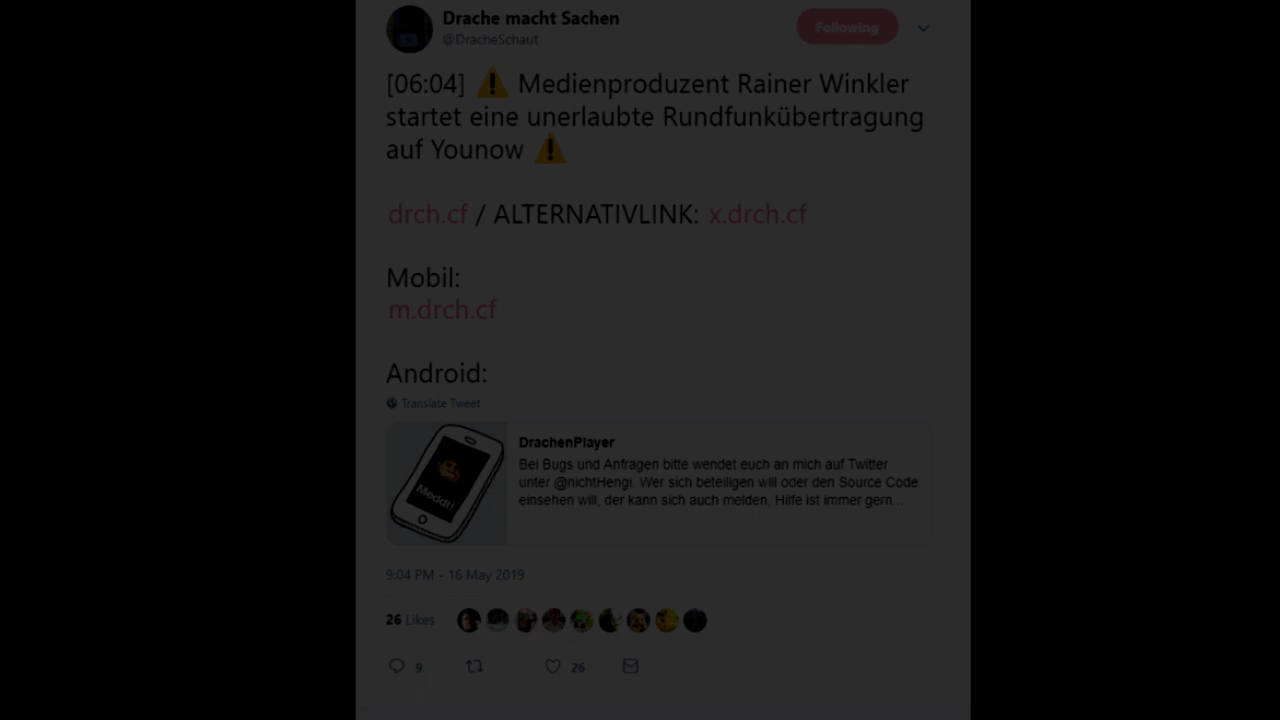 Drache macht Sachen
@DracheSchaut
Following
[06:04] ⚠️ Medienproduzent Rainer Winkler
startet eine unerlaubte Rundfunkübertragung
auf Younow ⚠️
drch.cf / ALTERNATIVLINK: x.drch.cf
Mobil:
m.drch.cf
Android:
Translate Tweet
DrachenPlayer
Bei Bugs und Anfragen bitte wendet euch an mich auf Twitter
unter @nichtHengi. Wer sich beteiligen will oder den Source Code
einsehen will, der kann sich auch melden, Hilfe ist immer gern...
Meddl!
9:04 PM - 16 May 2019
26 Likes
9
26